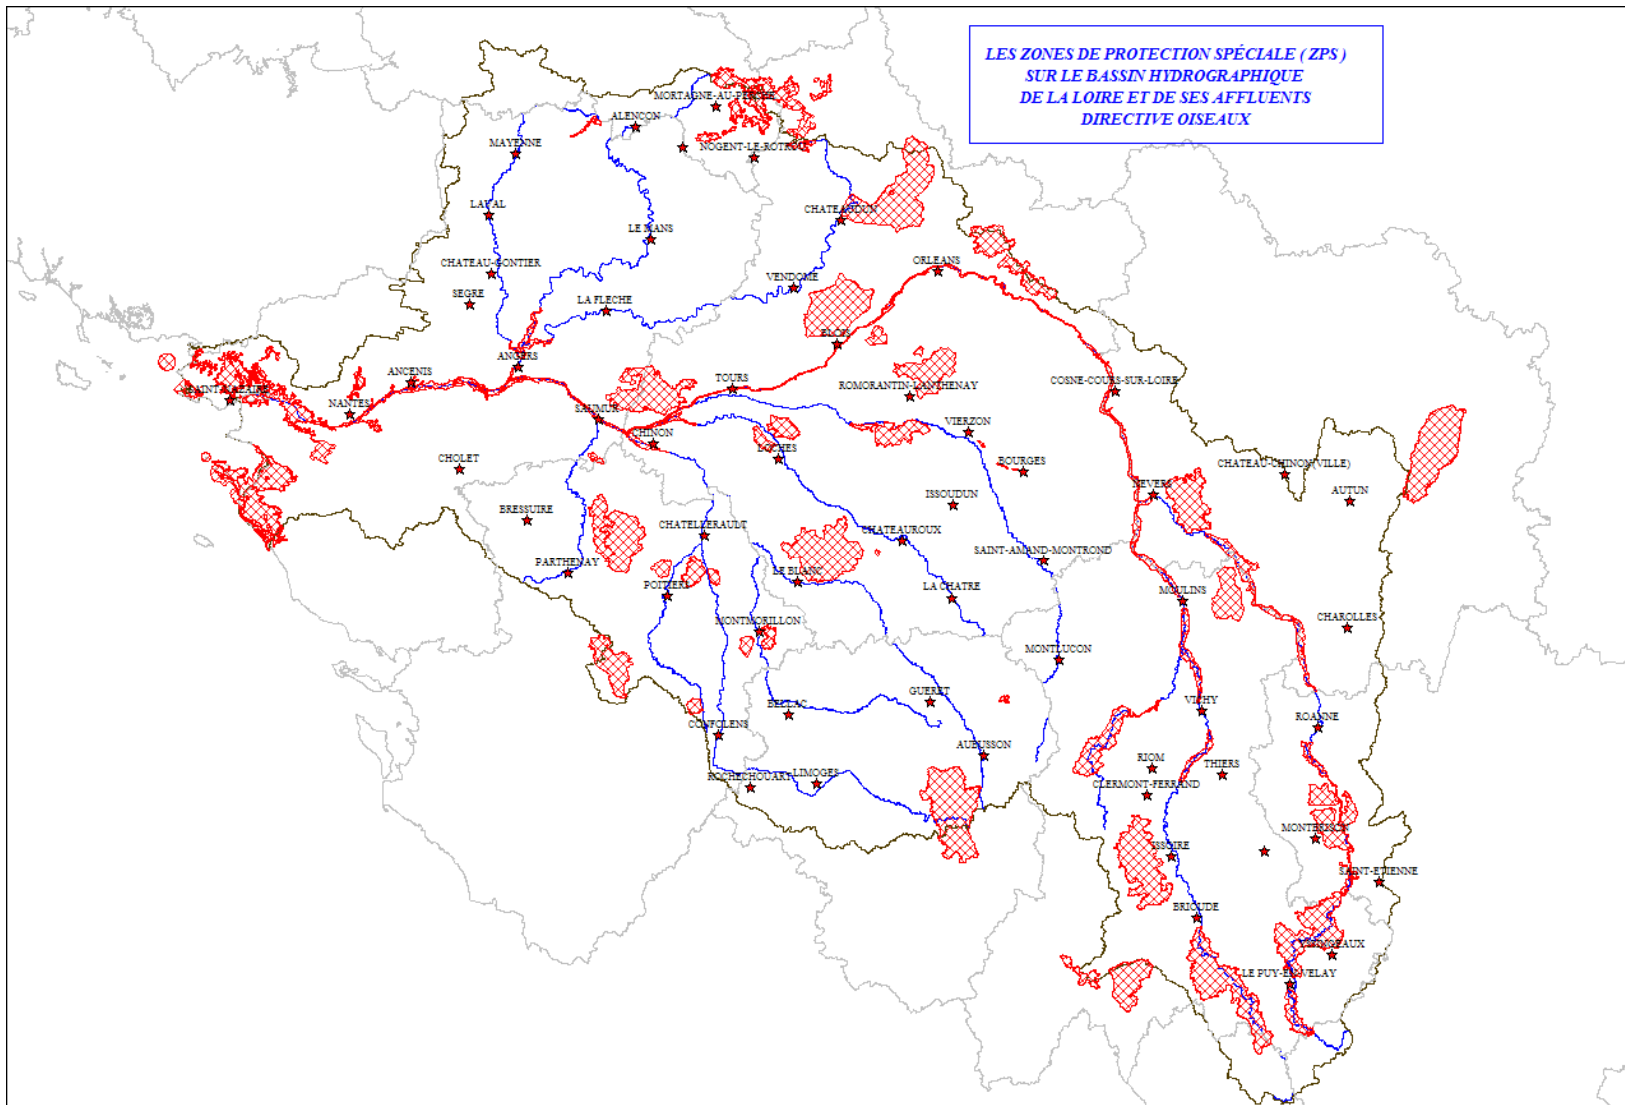 LES ZONES DE PROTECTION SPÉCIALE ( ZPS )
SUR LE BASSIN HYDROGRAPHIQUE
DE LA LOIRE ET DE SES AFFLUENTS
DIRECTIVE OISEAUX
MORTAGNE-AU-PERCHE
ALENCON
MAYENNE
NOGENT-LE-ROTROU
LAVAL
CHATEAUDUN
LE MANS
CHATEAU-GONTIER
ORLEANS
VENDOME
SEGRE
LA FLECHE
BLOIS
ANGERS
ANCENIS
SAINT-NAZAIRE
TOURS
ROMORANTIN-LANTHENAY
COSNE-COURS-SUR-LOIRE
NANTES
SAUMUR
CHINON
VIERZON
CHOLET
LOCHES
BOURGES
CHATEAU-CHINON(VILLE)
NEVERS
AUTUN
ISSOUDUN
BRESSUIRE
CHATELLERAULT
CHATEAUROUX
SAINT-AMAND-MONTROND
PARTHENAY
LE BLANC
POITIERS
LA CHATRE
MOULINS
MONTMORILLON
CHAROLLES
MONTLUCON
GUERET
BELLAC
VICHY
ROANNE
CONFOLENS
AUBUSSON
RIOM
THIERS
ROCHECHOUART
LIMOGES
CLERMONT-FERRAND
MONTBRISON
ISSOIRE
SAINT-ETIENNE
BRIOUDE
YSSINGEAUX
LE PUY-EN-VELAY